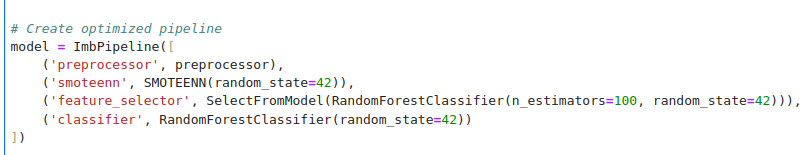 # Create optimized pipeline
model = ImbPipeline([
    ('preprocessor', preprocessor),
    ('smoteenn', SMOTEENN(random_state=42)),
    ('feature_selector', SelectFromModel(RandomForestClassifier(n_estimators=100, random_state=42))),
    ('classifier', RandomForestClassifier(random_state=42))
])